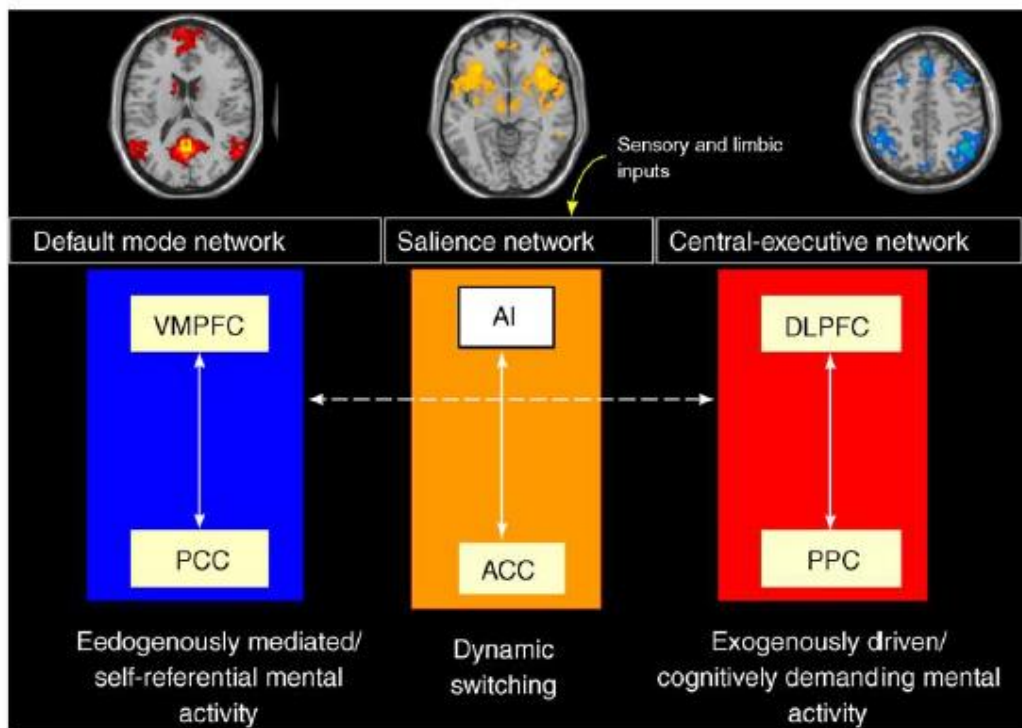 Sensory and limbic
inputs
Default mode network
Salience network
Central-executive network
VMPFC
AI
DLPFC
PCC
ACC
PPC
Eedogenously mediated/
self-referential mental
activity
Dynamic
switching
Exogenously driven/
cognitively demanding mental
activity